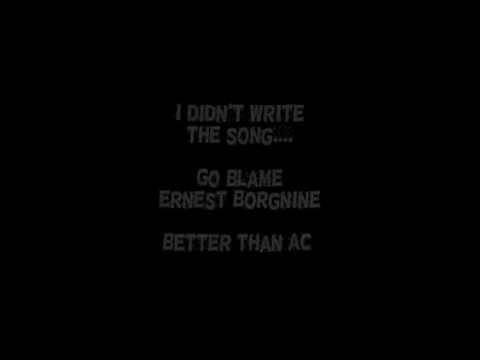 I DIDN'T WRITE
THE SONG....
GO BLAME
ERNEST BORGNINE
BETTER THAN AC